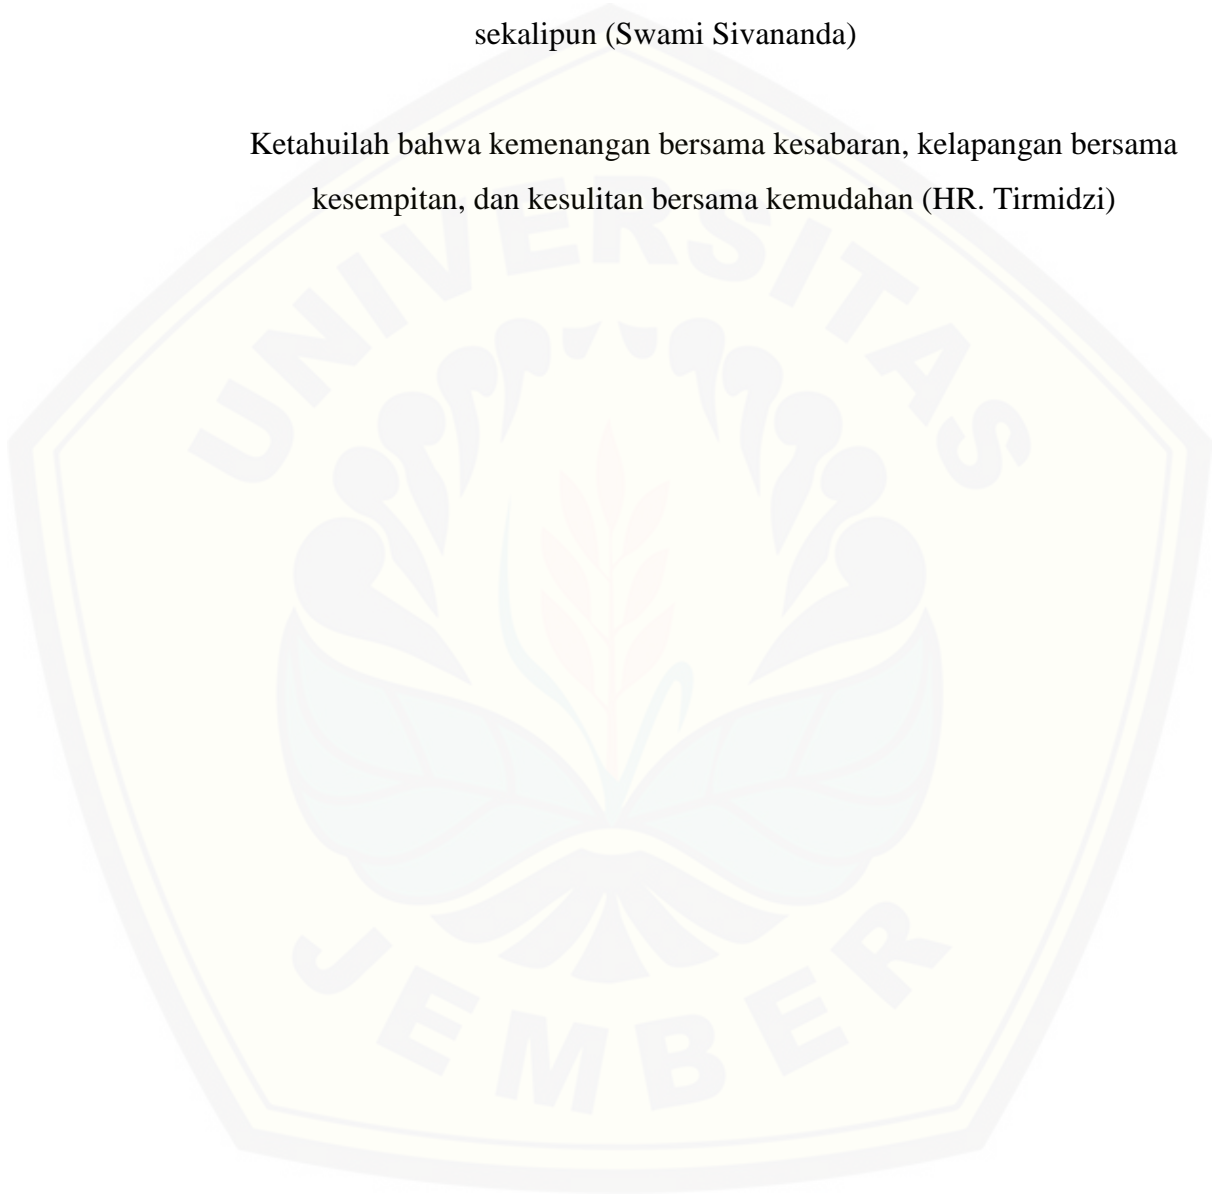 sekalipun (Swami Sivananda)
Ketahuilah bahwa kemenangan bersama kesabaran, kelapangan bersama
kesempitan, dan kesulitan bersama kemudahan (HR. Tirmidzi)
UNIVERSITAS
JEMBER